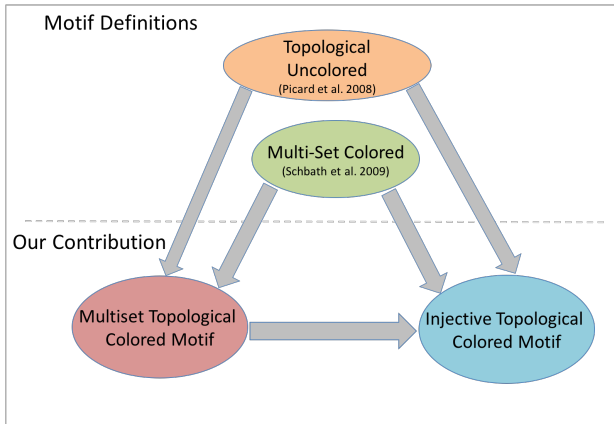 Motif Definitions
Topological
Uncolored
(Picard et al. 2008)
Multi-Set Colored
(Schbath et al. 2009)
Our Contribution
Multiset Topological
Colored Motif
Injective Topological
Colored Motif